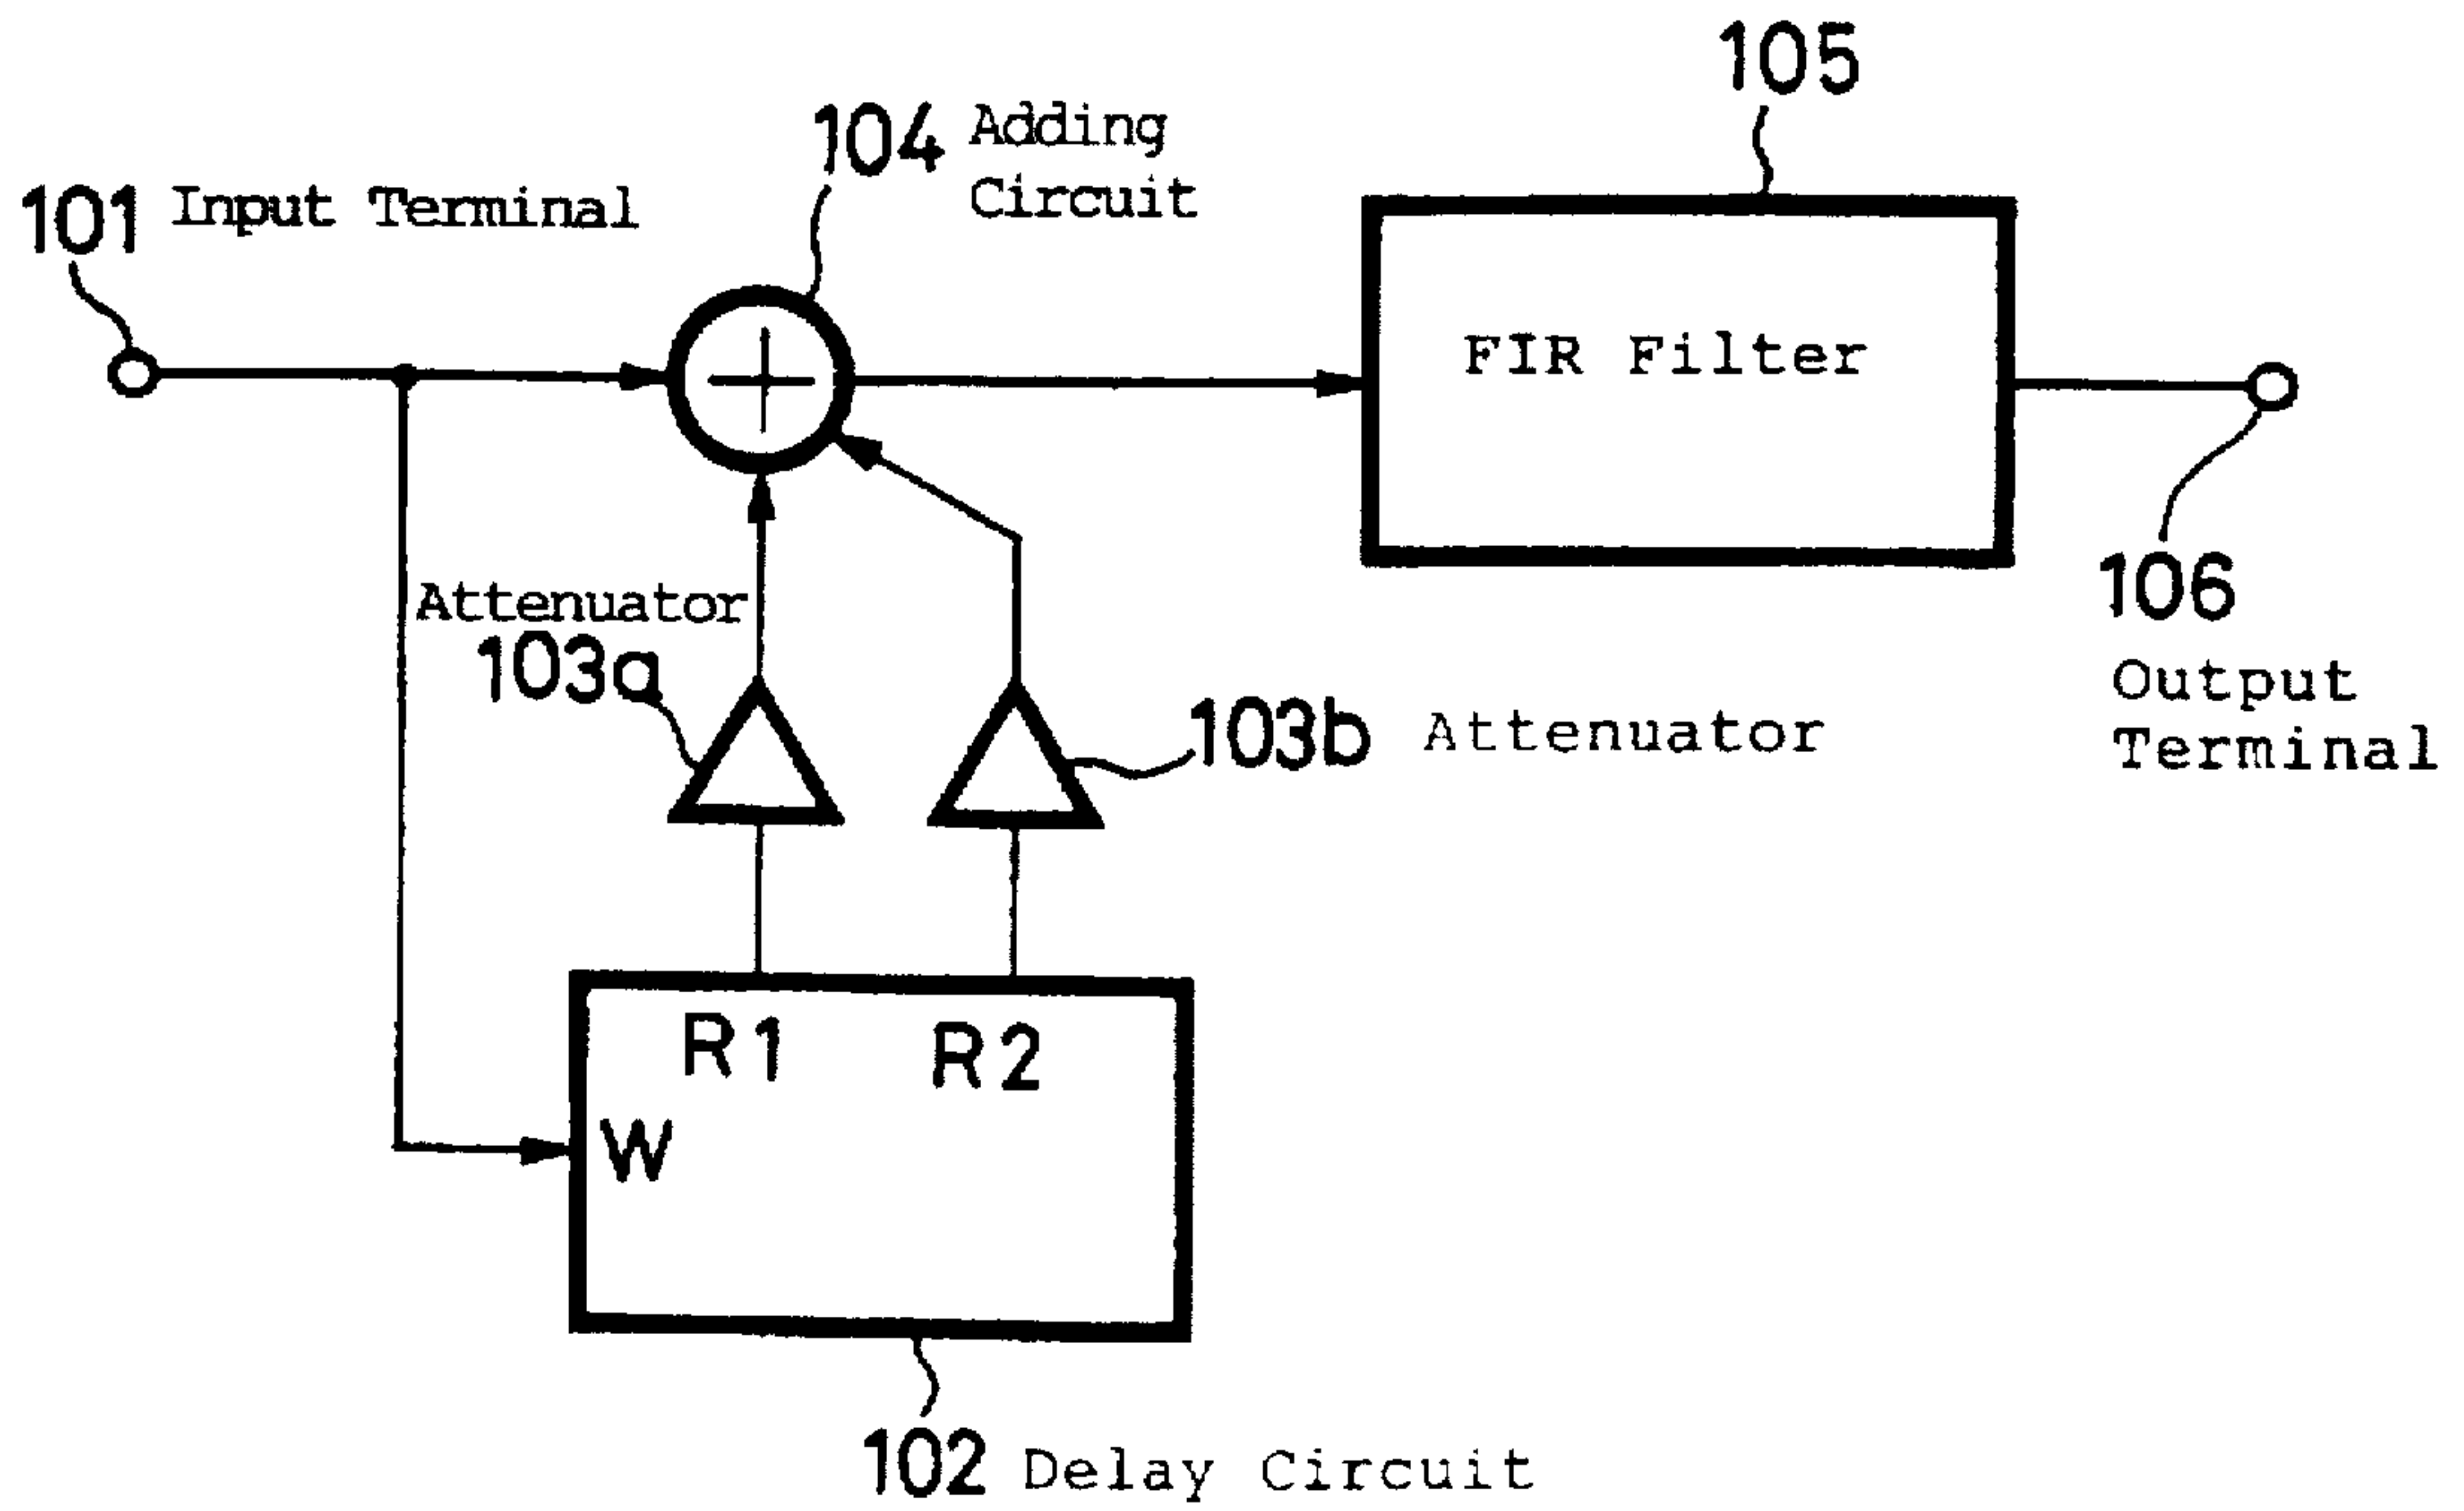 105
104 Adding
Circuit
101 Input Terminal
FIR Filter
Attenuator
103a
106
Output
Terminal
103b Attenuator
R1 R2
W
102 Delay Circuit